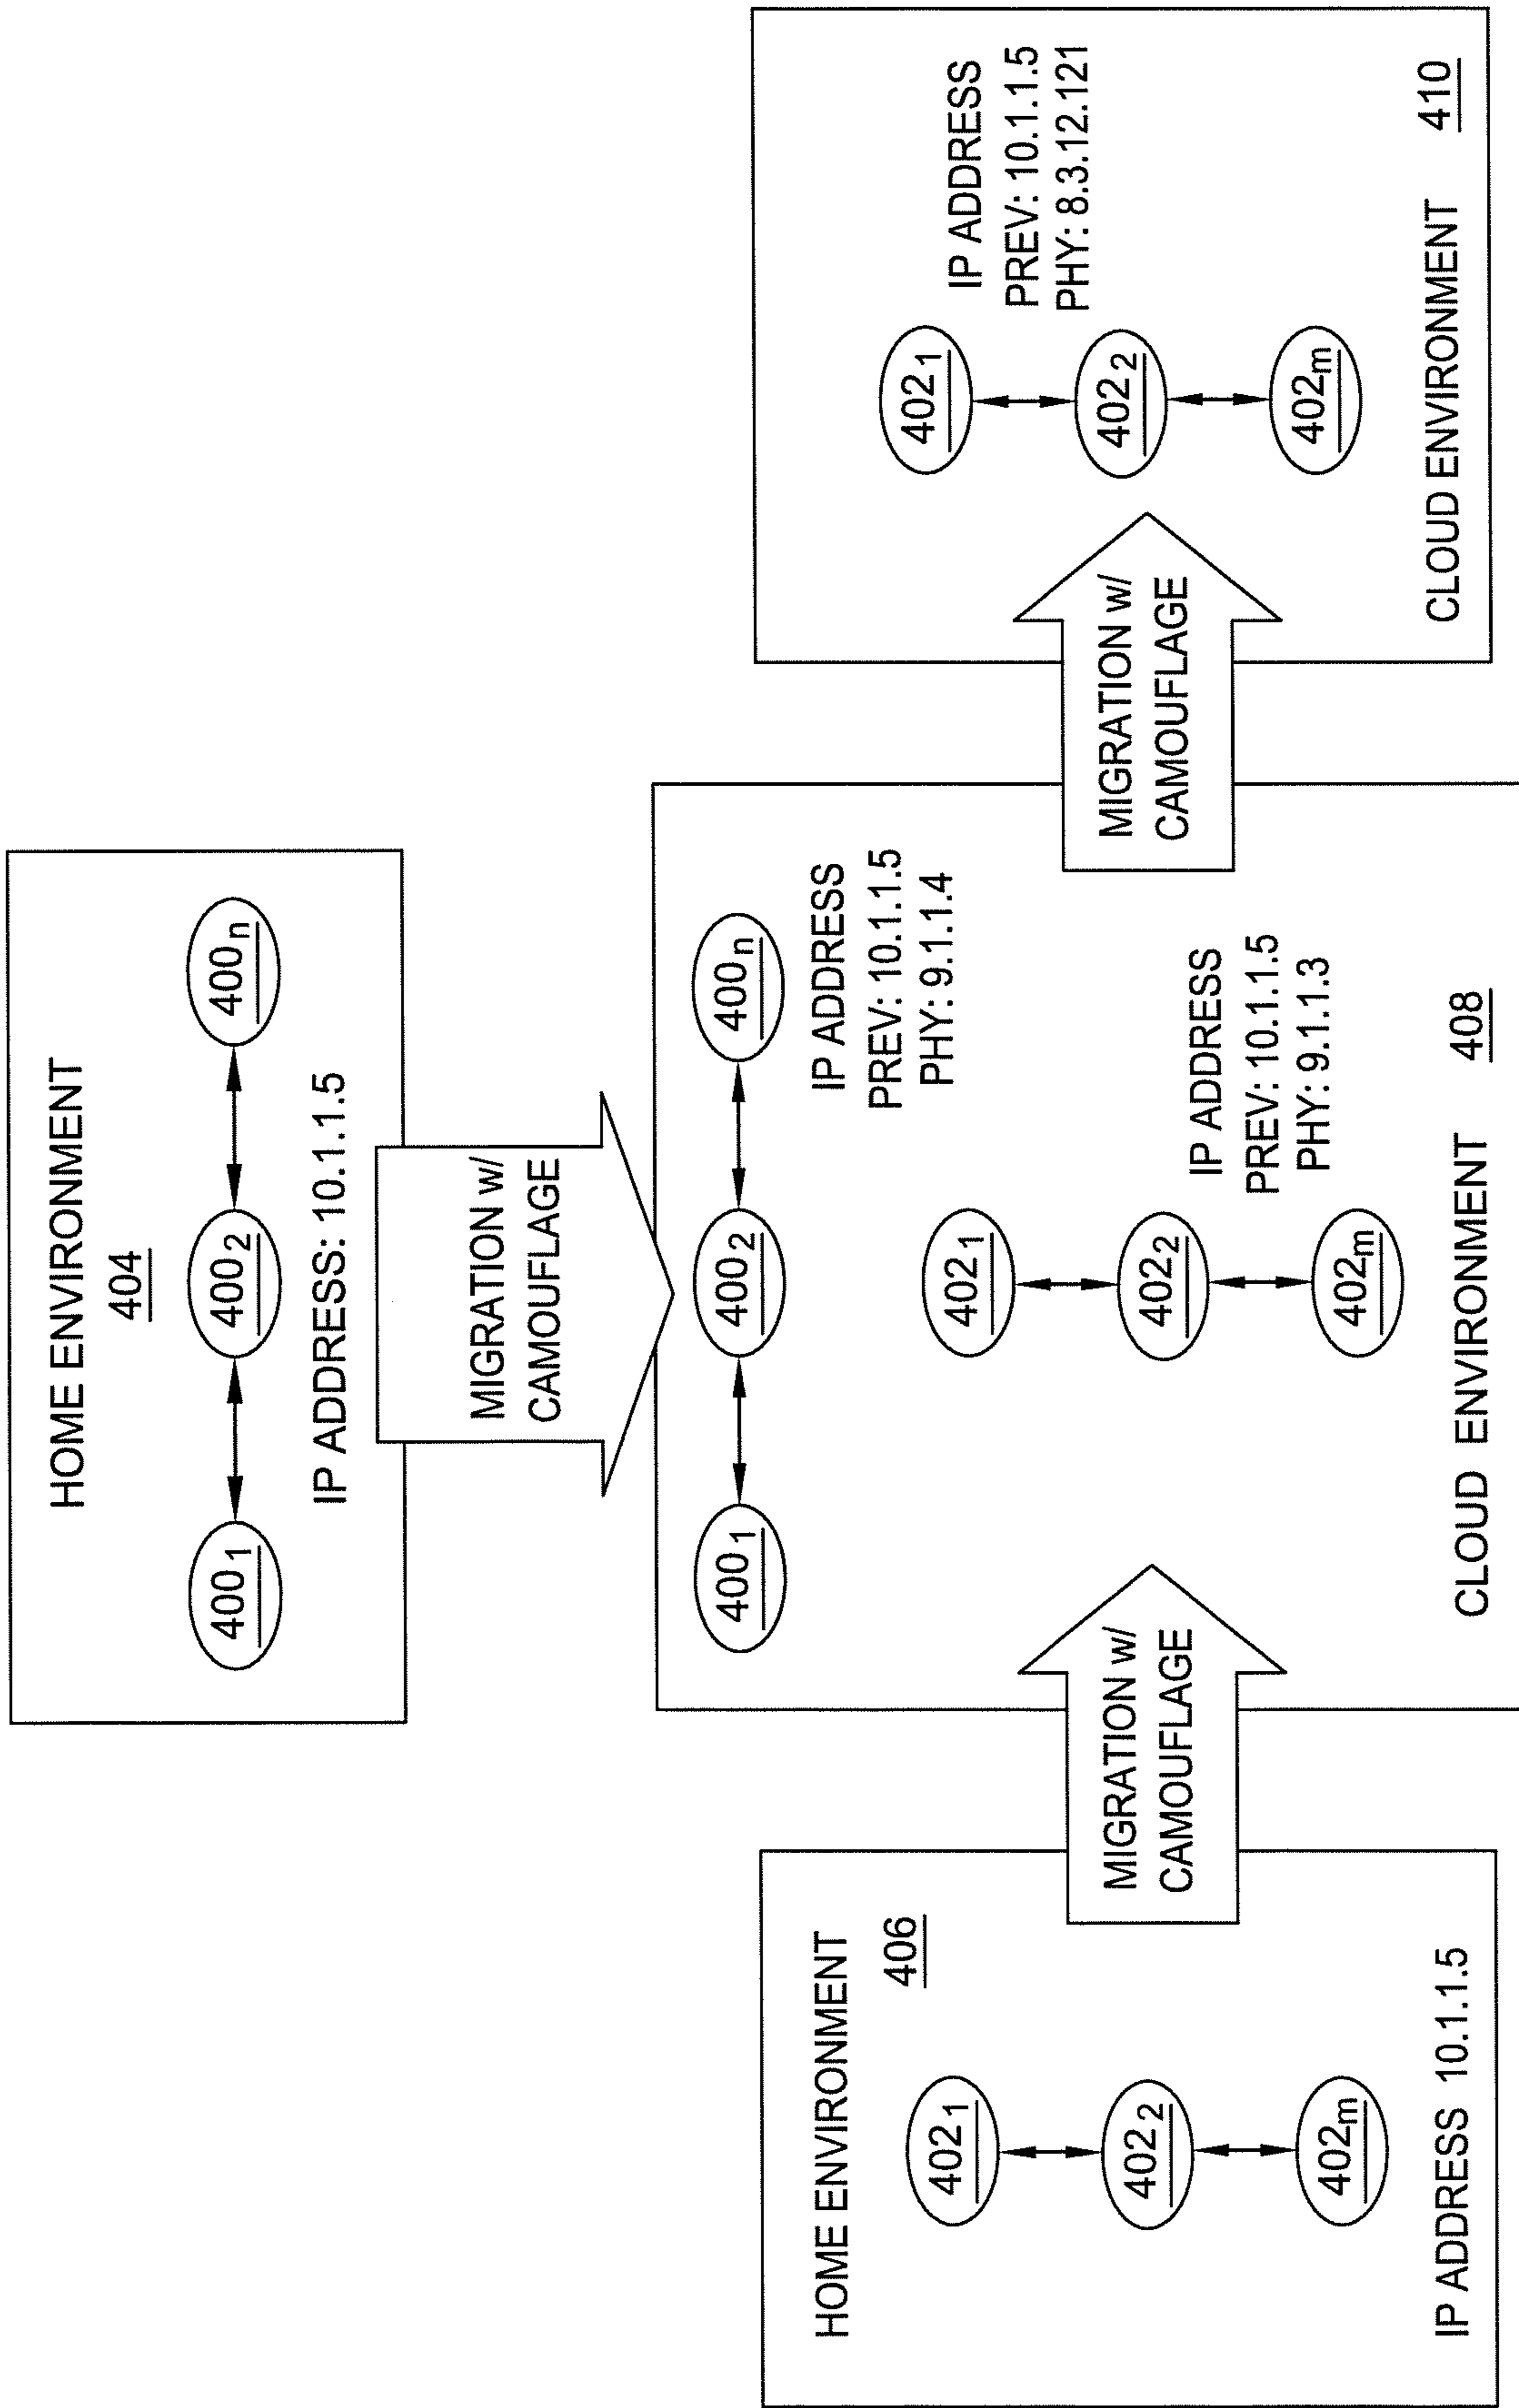 HOME ENVIRONMENT
404
400₁
400₂
400ₙ
IP ADDRESS: 10.1.1.5
MIGRATION w/
CAMOUFLAGE
HOME ENVIRONMENT
406
402₁
402₂
402ₘ
IP ADDRESS 10.1.1.5
MIGRATION w/
CAMOUFLAGE
400₁
400₂
400ₙ
IP ADDRESS
PREV: 10.1.1.5
PHY: 9.1.1.4
402₁
402₂
402ₘ
IP ADDRESS
PREV: 10.1.1.5
PHY: 9.1.1.3
CLOUD ENVIRONMENT 408
MIGRATION w/
CAMOUFLAGE
402₁
402₂
402ₘ
IP ADDRESS
PREV: 10.1.1.5
PHY: 8.3.12.121
CLOUD ENVIRONMENT 410